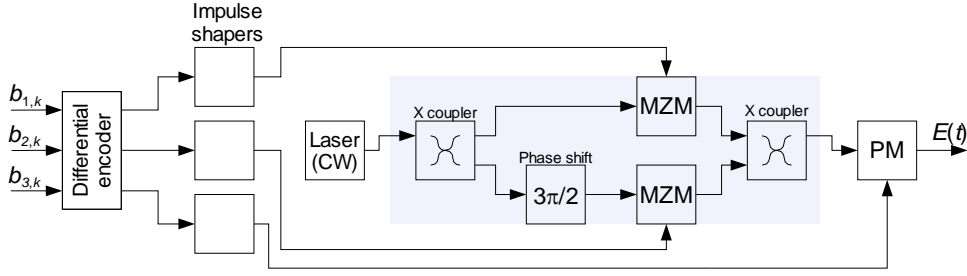 Impulse
shapers
b1,k
b2,k
b3,k
Differential
encoder
Laser
(CW)
X coupler
Phase shift
3π/2
MZM
MZM
X coupler
PM
E(t)